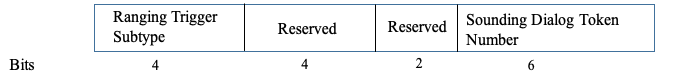 Ranging Trigger Subtype
Reserved
Reserved
Sounding Dialog Token Number
Bits 4 4 2 6